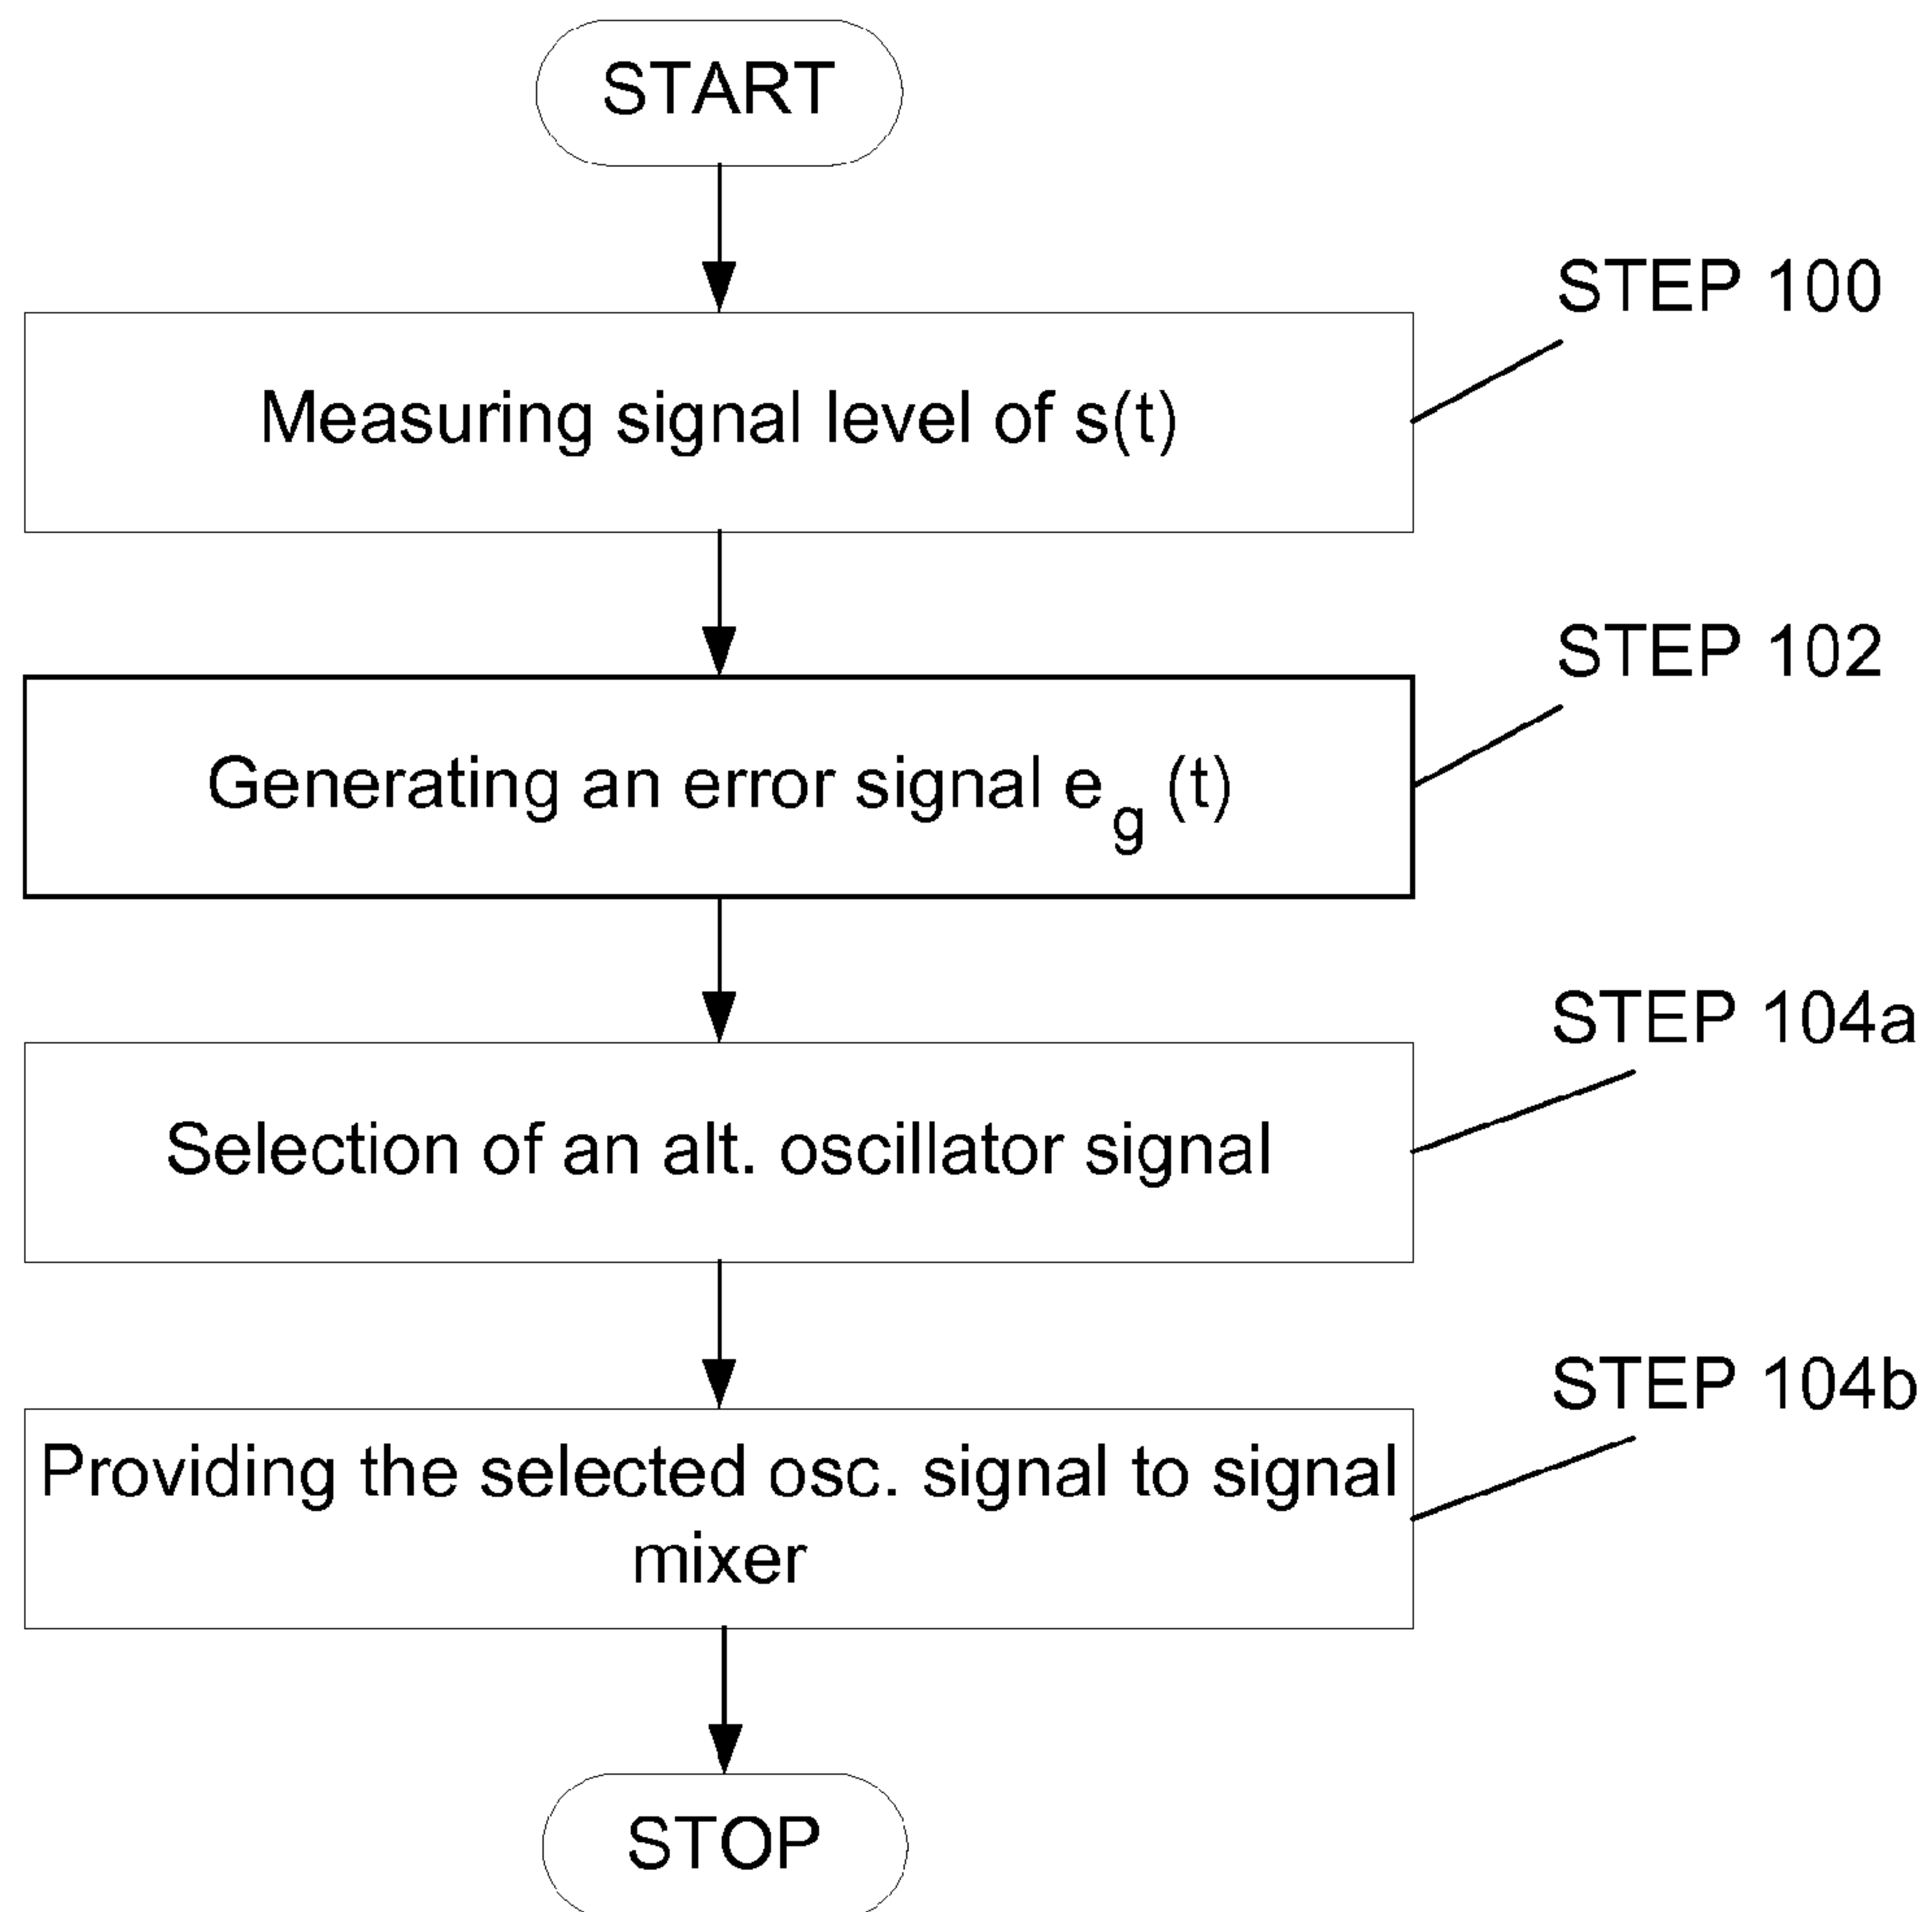 START
STEP 100
Measuring signal level of s(t)
STEP 102
Generating an error signal e_g (t)
STEP 104a
Selection of an alt. oscillator signal
STEP 104b
Providing the selected osc. signal to signal
mixer
STOP